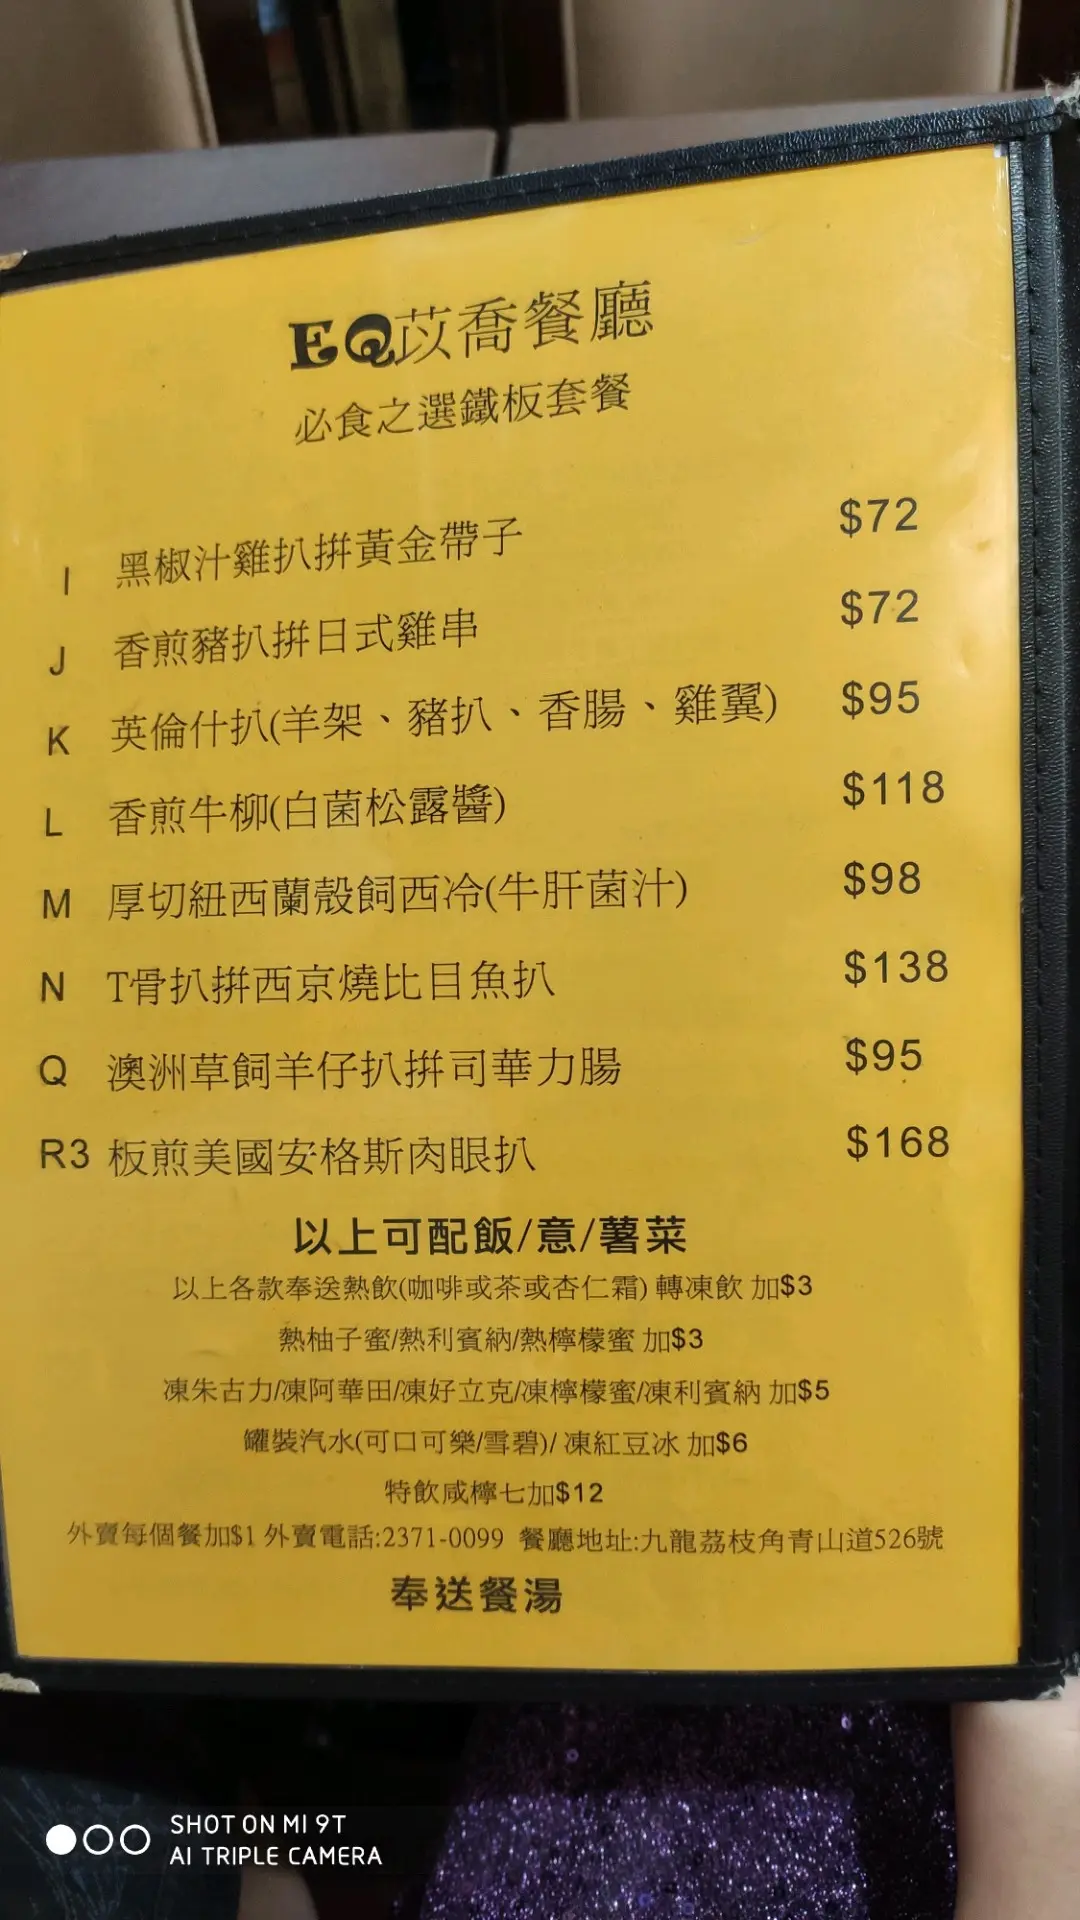 EQ苡喬餐廳
必食之選鐵板套餐
I 黑椒汁雞扒拼黃金帶子 $72
J 香煎豬扒拼日式雞串 $72
K 英倫什扒(羊架、豬扒、香腸、雞翼) $95
L 香煎牛柳(白菌松露醬) $118
M 厚切紐西蘭殼飼西冷(牛肝菌汁) $98
N T骨扒拼西京燒比目魚扒 $138
Q 澳洲草飼羊仔扒拼司華力腸 $95
R3 板煎美國安格斯肉眼扒 $168
以上可配飯/意/薯菜
以上各款奉送熱飲(咖啡或茶或杏仁霜) 轉凍飲 加$3
熱柚子蜜/熱利賓納/熱檸檬蜜 加$3
凍朱古力/凍阿華田/凍好立克/凍檸檬蜜/凍利賓納 加$5
罐裝汽水(可口可樂/雪碧)/ 凍紅豆冰 加$6
特飲咸檸七加$12
外賣每個餐加$1 外賣電話:2371-0099 餐廳地址:九龍荔枝角青山道526號
奉送餐湯
SHOT ON MI 9T
AI TRIPLE CAMERA